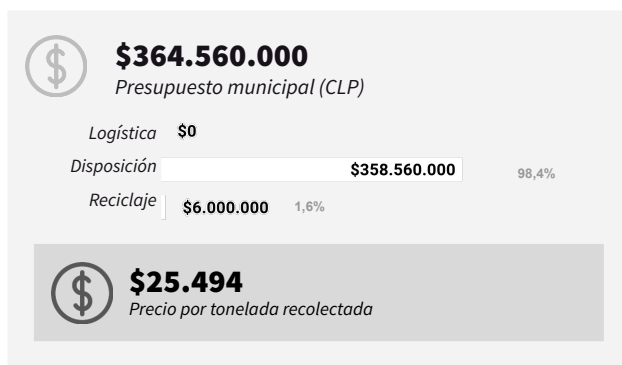 $364.560.000
Presupuesto municipal (CLP)
Logística $0
Disposición $358.560.000 98,4%
Reciclaje $6.000.000 1,6%
$25.494
Precio por tonelada recolectada